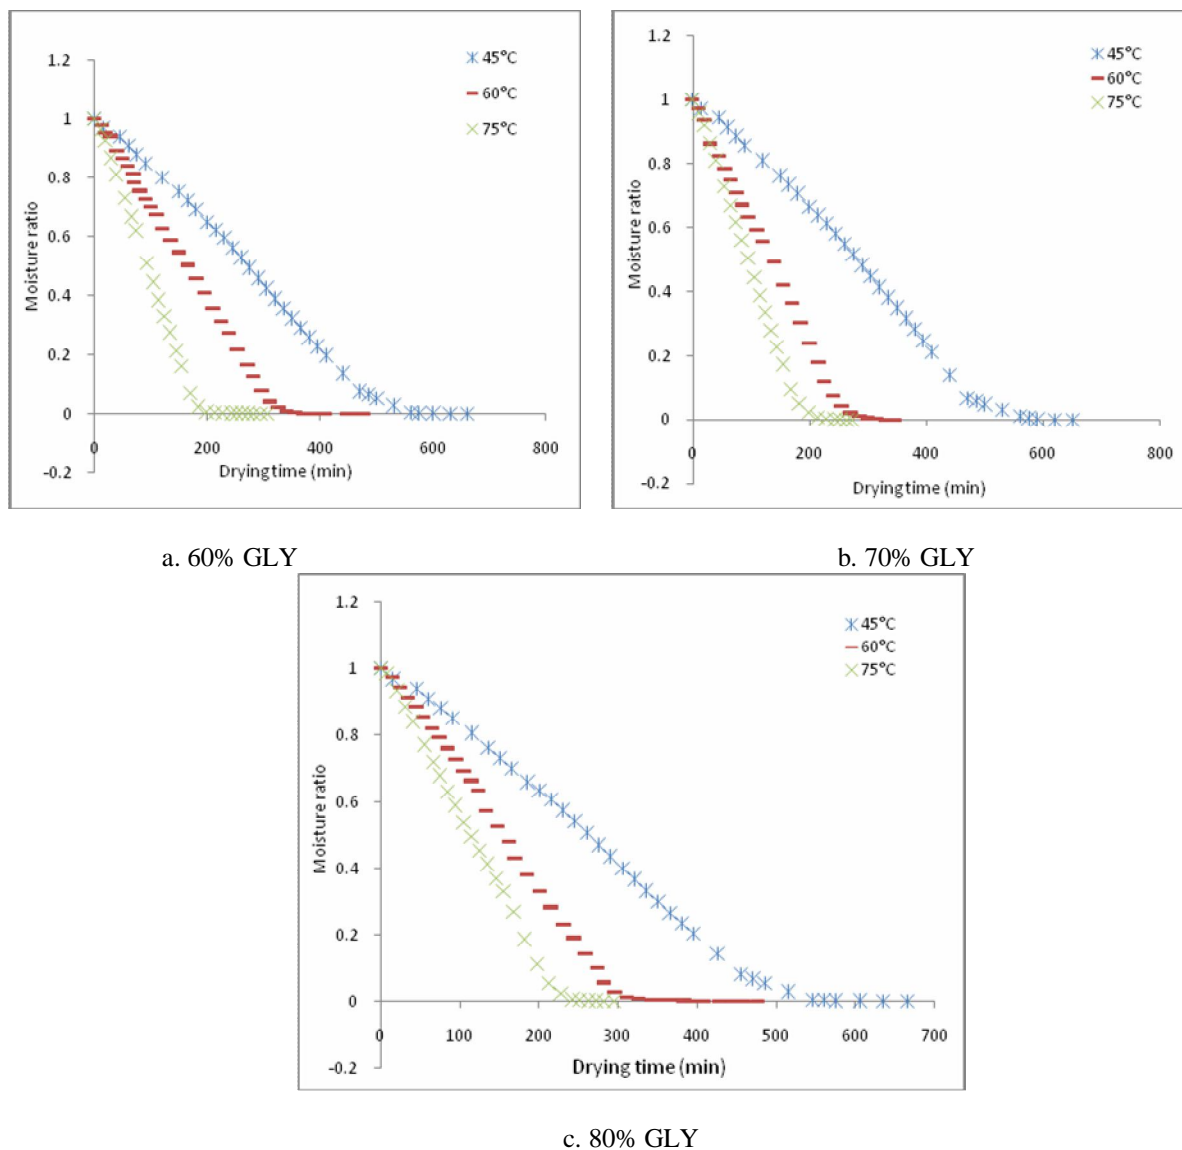 1.2
1
0.8
0.6
0.4
0.2
0
-0.2
Moisture ratio
0 200 400 600 800
Drying time (min)
45°C
60°C
75°C
1.2
1
0.8
0.6
0.4
0.2
0
-0.2
Moisture ratio
0 200 400 600 800
Drying time (min)
45°C
60°C
75°C
a. 60% GLY
b. 70% GLY
1.2
1
0.8
0.6
0.4
0.2
0
-0.2
Moisture ratio
0 100 200 300 400 500 600 700
Drying time (min)
45°C
60°C
75°C
c. 80% GLY